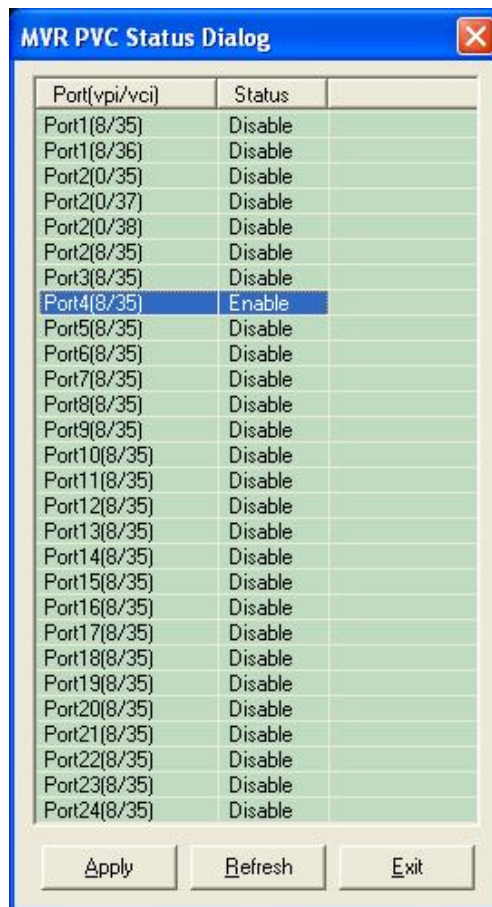 MVR PVC Status Dialog
Port(vpi/vci) Status
Port1(8/35) Disable
Port1(8/36) Disable
Port2(0/35) Disable
Port2(0/37) Disable
Port2(0/38) Disable
Port2(8/35) Disable
Port3(8/35) Disable
Port4(8/35) Enable
Port5(8/35) Disable
Port6(8/35) Disable
Port7(8/35) Disable
Port8(8/35) Disable
Port9(8/35) Disable
Port10(8/35) Disable
Port11(8/35) Disable
Port12(8/35) Disable
Port13(8/35) Disable
Port14(8/35) Disable
Port15(8/35) Disable
Port16(8/35) Disable
Port17(8/35) Disable
Port18(8/35) Disable
Port19(8/35) Disable
Port20(8/35) Disable
Port21(8/35) Disable
Port22(8/35) Disable
Port23(8/35) Disable
Port24(8/35) Disable
Apply Refresh Exit